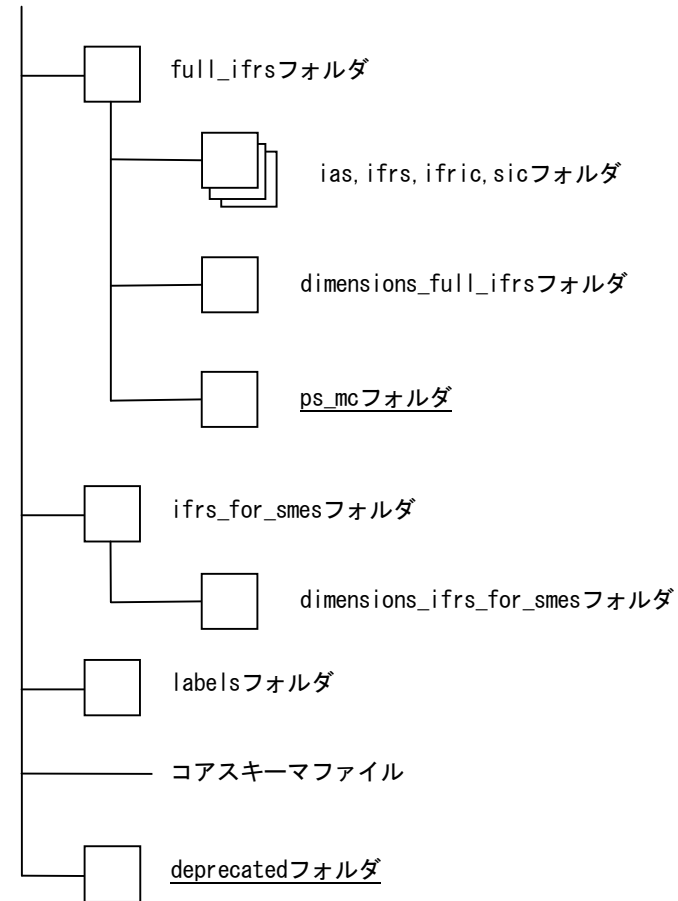 full_ifrsフォルダ
ias,ifrs,ifric,sicフォルダ
dimensions_full_ifrsフォルダ
ps_mcフォルダ
ifrs_for_smesフォルダ
dimensions_ifrs_for_smesフォルダ
labelsフォルダ
コアスキーマファイル
deprecatedフォルダ